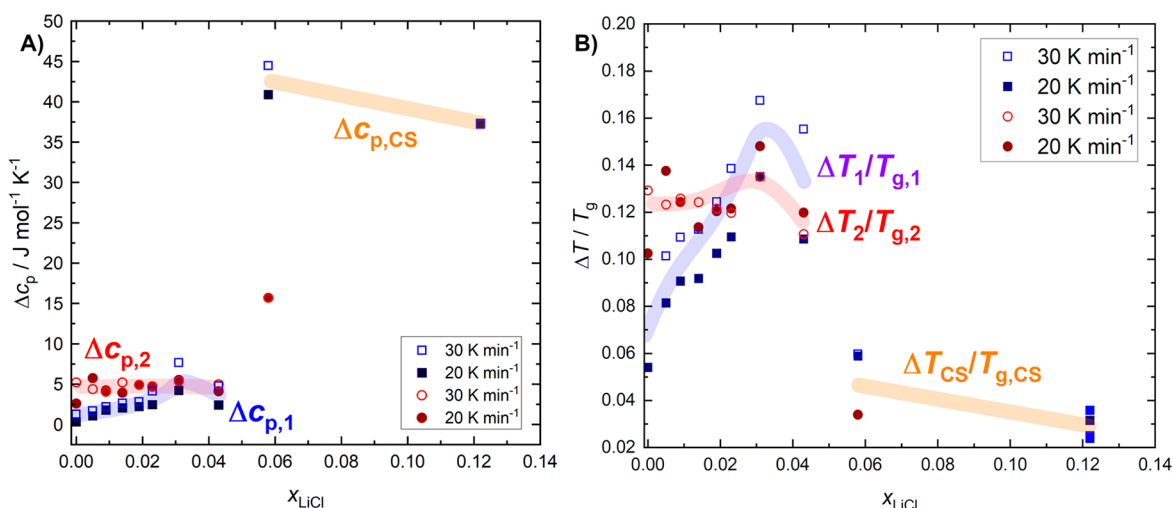 A)
50
45
40
35
30
25
20
15
10
5
0
Δcp / J mol⁻¹ K⁻¹
Δcp,CS
Δcp,2
Δcp,1
30 K min⁻¹
20 K min⁻¹
30 K min⁻¹
20 K min⁻¹
0.00 0.02 0.04 0.06 0.08 0.10 0.12 0.14
xLiCl
B)
0.20
0.18
0.16
0.14
0.12
0.10
0.08
0.06
0.04
0.02
ΔT / Tg
30 K min⁻¹
20 K min⁻¹
30 K min⁻¹
20 K min⁻¹
ΔT1/Tg,1
ΔT2/Tg,2
ΔTCS/Tg,CS
0.00 0.02 0.04 0.06 0.08 0.10 0.12 0.14
xLiCl